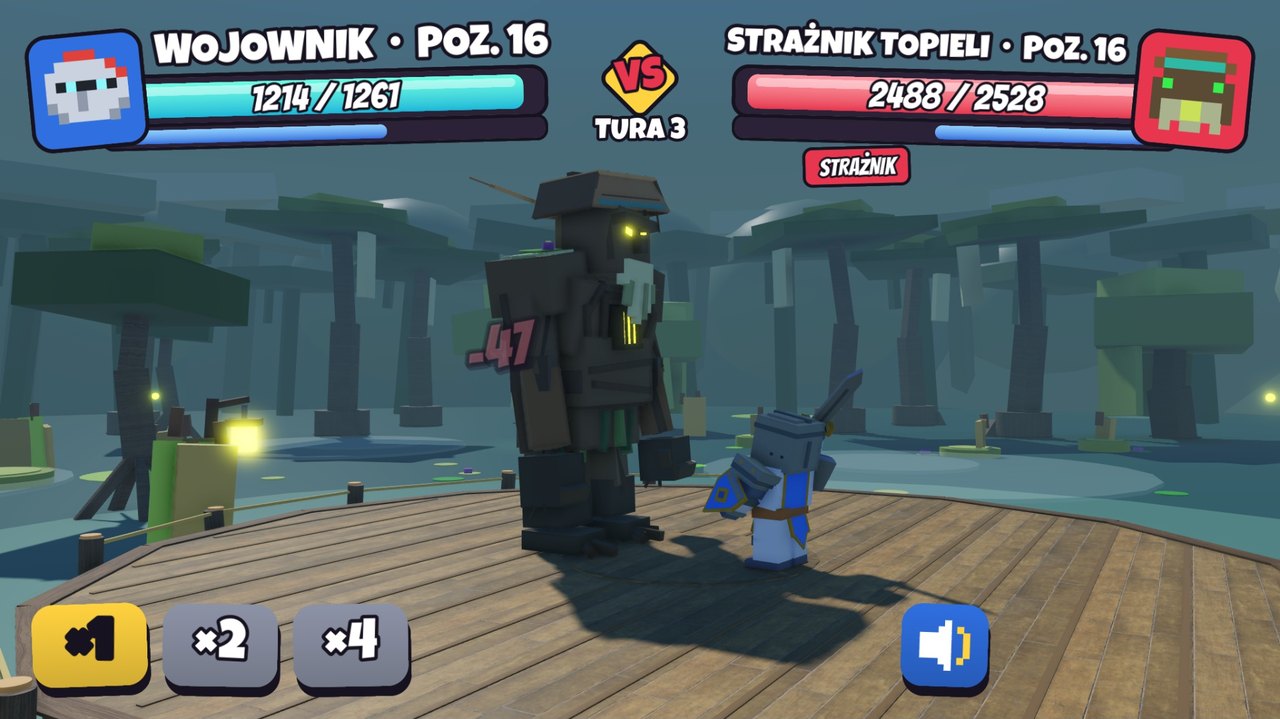 WOJOWNIK • POZ. 16
1214 / 1261
VS
TURA 3
STRAŻNIK TOPIELI • POZ. 16
2488 / 2528
STRAŻNIK
-47
×1
×2
×4